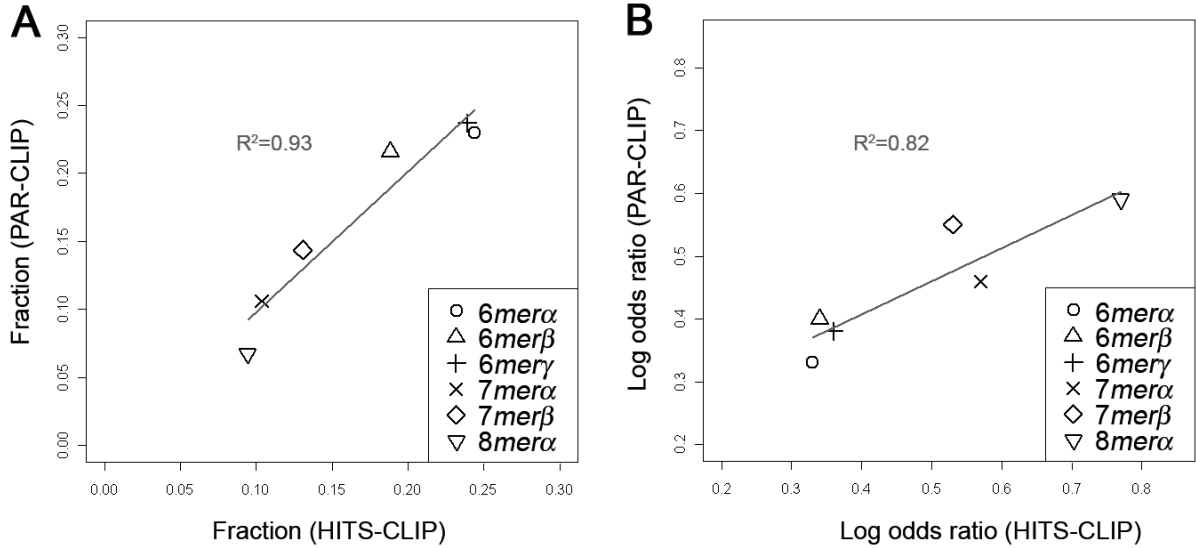 A
Fraction (PAR-CLIP)
0.30
0.25
0.20
0.15
0.10
0.05
0.00
R²=0.93
6merα
6merβ
6merγ
7merα
7merβ
8merα
0.00 0.05 0.10 0.15 0.20 0.25 0.30
Fraction (HITS-CLIP)
B
Log odds ratio (PAR-CLIP)
0.8
0.7
0.6
0.5
0.4
0.3
0.2
R²=0.82
6merα
6merβ
6merγ
7merα
7merβ
8merα
0.2 0.3 0.4 0.5 0.6 0.7 0.8
Log odds ratio (HITS-CLIP)